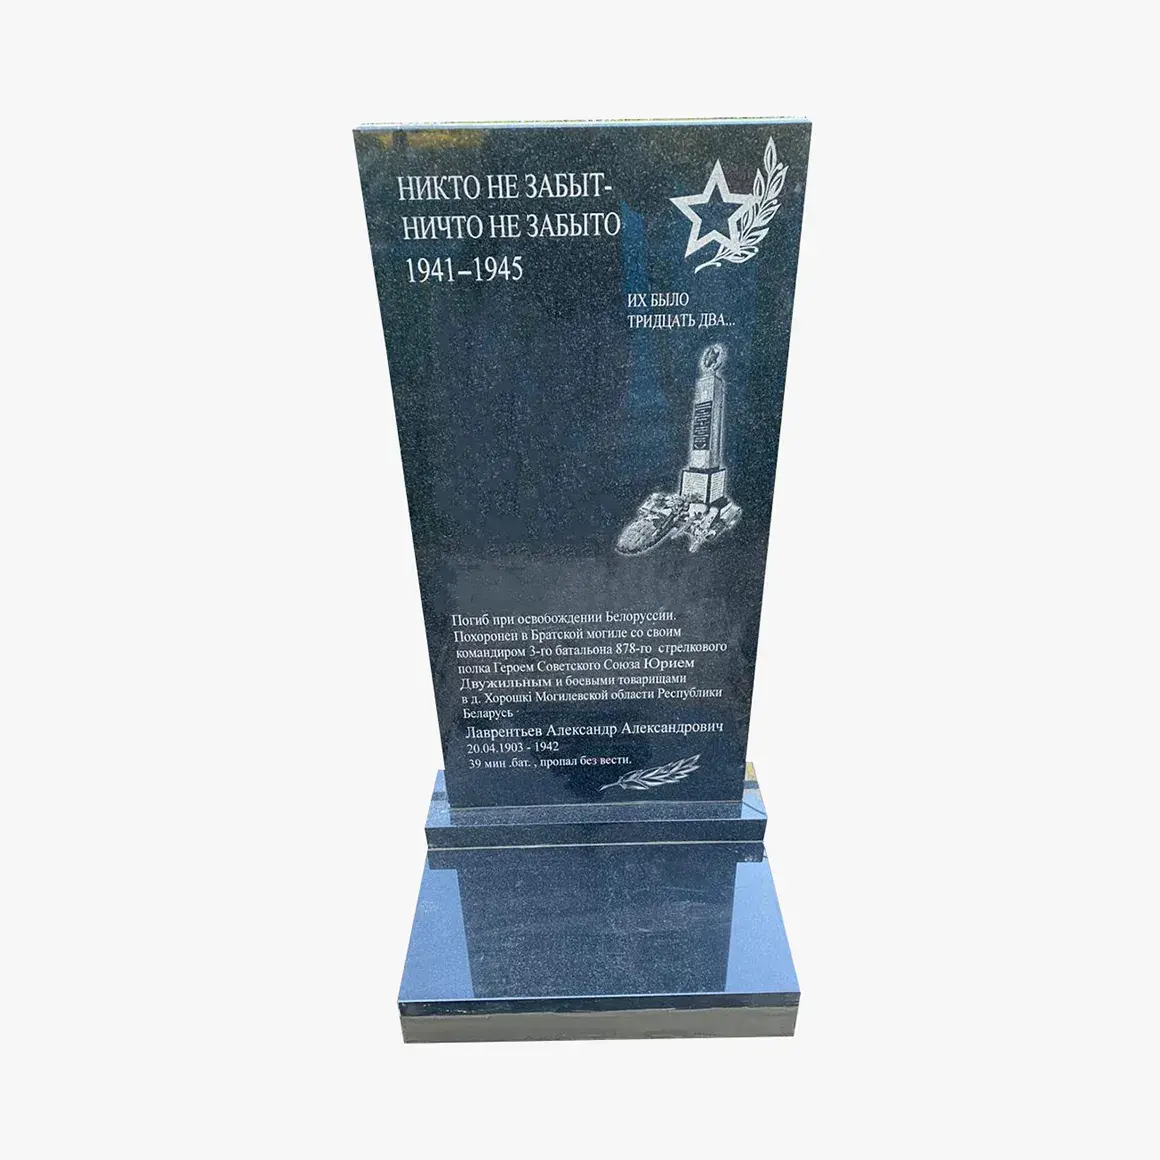 НИКТО НЕ ЗАБЫТ-
НИЧТО НЕ ЗАБЫТО
1941–1945
ИХ БЫЛО
ТРИДЦАТЬ ДВА...
Погиб при освобождении Белоруссии.
Похоронен в Братской могиле со своим
командиром 3-го батальона 878-го стрелкового
полка Героем Советского Союза Юрием
Двужильным и боевыми товарищами
в д. Хорошкі Могилевской области Республики
Беларусь
Лаврентьев Александр Александрович
20.04.1903 - 1942
39 мин .бат. , пропал без вести.